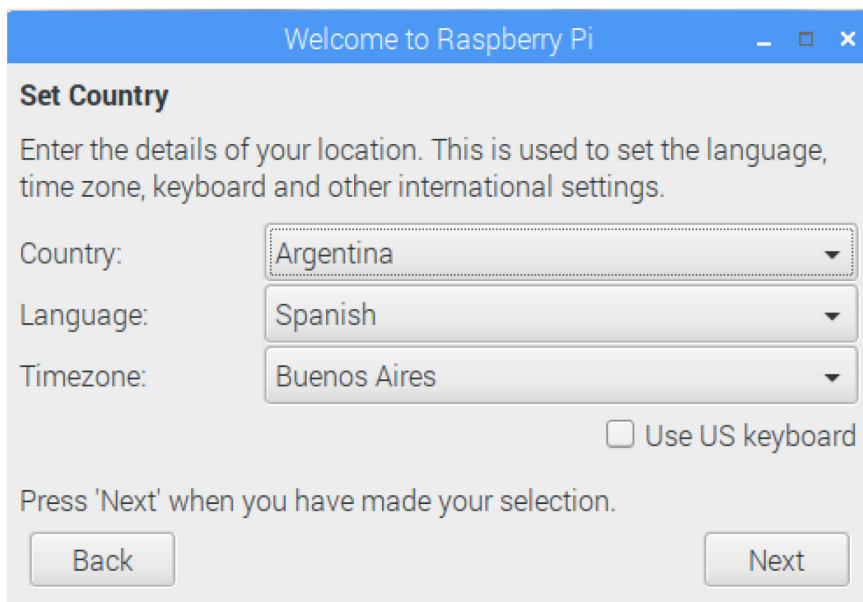 Welcome to Raspberry Pi
Set Country
Enter the details of your location. This is used to set the language,
time zone, keyboard and other international settings.
Country: Argentina
Language: Spanish
Timezone: Buenos Aires
Use US keyboard
Press 'Next' when you have made your selection.
Back Next